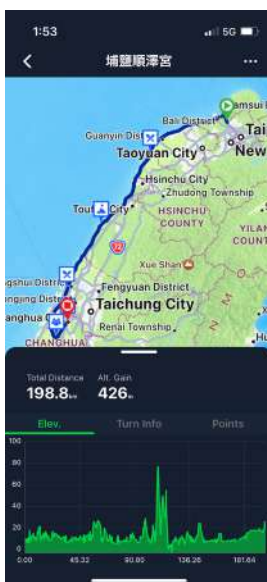 1:53
5G
埔鹽順澤宮
Bali District
Guanyin Dis
Tai
Taoyuan City
New
Hsinchu City
Zhudong Township
HSINCHU
COUNTY
YILAN
COUNT
Xue Shan
Fengyuan District
Taichung City
Renai Township
CHANGHUA
Total Distance
Alt. Gain
198.8
426
Elev.
Turn Info
Points
100
80
60
40
20
0
0.00
45.32
90.80
136.26
181.64